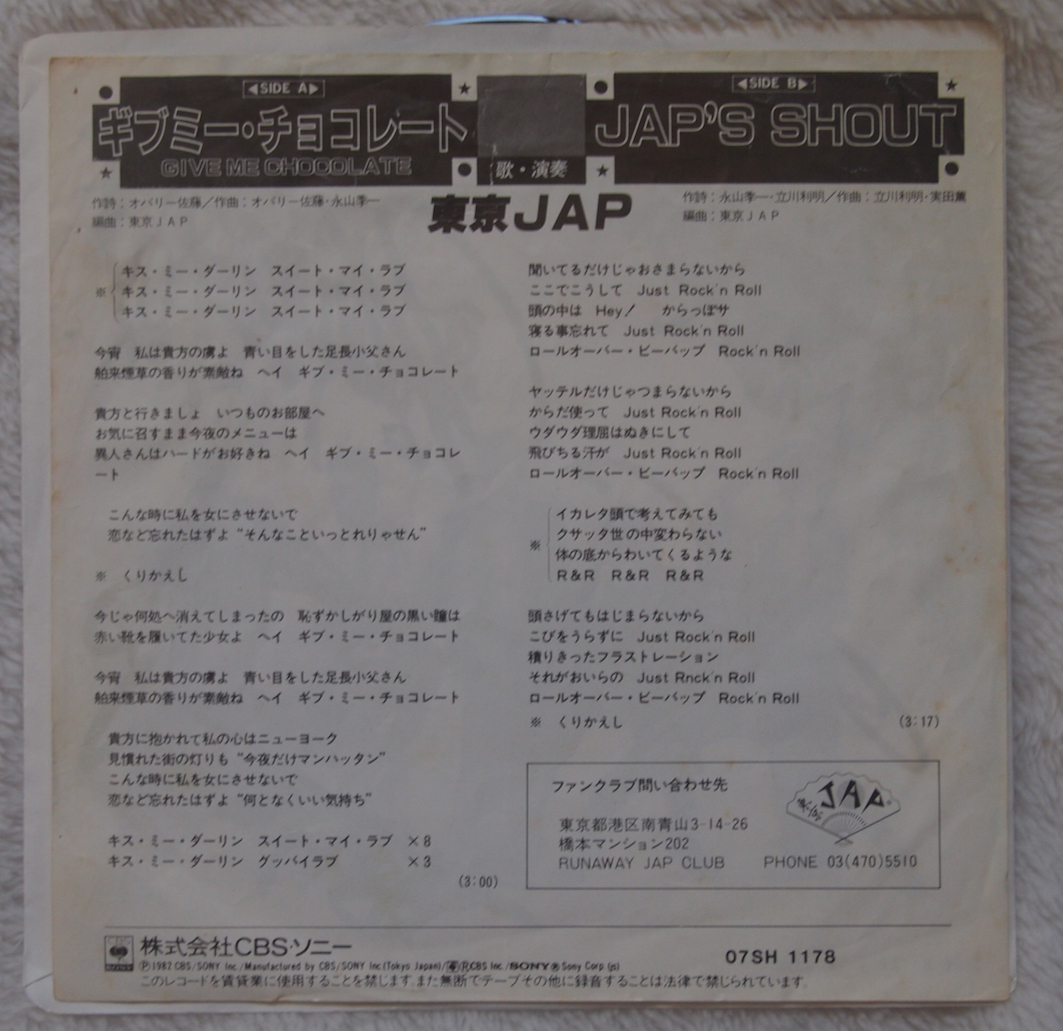 ◀SIDE A▶
ギブミー・チョコレート
GIVE ME CHOCOLATE
歌・演奏
東京JAP
◀SIDE B▶
JAP'S SHOUT
作詩:オバリー佐藤/作曲:オバリー佐藤・永山季一
編曲:東京JAP
作詩:永山季一・立川利明/作曲:立川利明・実田薫
編曲:東京JAP
キス・ミー・ダーリン スイート・マイ・ラブ
※ キス・ミー・ダーリン スイート・マイ・ラブ
キス・ミー・ダーリン スイート・マイ・ラブ
今宵 私は貴方の虜よ 青い目をした足長小父さん
舶来煙草の香りが素敵ね ヘイ ギブ・ミー・チョコレート
貴方と行きましょ いつものお部屋へ
お気に召すまま今夜のメニューは
異人さんはハードがお好きね ヘイ ギブ・ミー・チョコレ
ート
こんな時に私を女にさせないで
恋など忘れたはずよ “そんなこといっとれりゃせん”
※ くりかえし
今じゃ何処へ消えてしまったの 恥ずかしがり屋の黒い瞳は
赤い靴を履いてた少女よ ヘイ ギブ・ミー・チョコレート
今宵 私は貴方の虜よ 青い目をした足長小父さん
舶来煙草の香りが素敵ね ヘイ ギブ・ミー・チョコレート
貴方に抱かれて私の心はニューヨーク
見慣れた街の灯りも “今夜だけマンハッタン”
こんな時に私を女にさせないで
恋など忘れたはずよ “何となくいい気持ち”
キス・ミー・ダーリン スイート・マイ・ラブ ×8
キス・ミー・ダーリン グッバイラブ ×3
(3:00)
聞いてるだけじゃおさまらないから
ここでこうして Just Rock'n Roll
頭の中は Hey! からっぽサ
寝る事忘れて Just Rock'n Roll
ロールオーバー・ビーバップ Rock'n Roll
ヤッテルだけじゃつまらないから
からだ使って Just Rock'n Roll
ウダウダ理屈はぬきにして
飛びちる汗が Just Rock'n Roll
ロールオーバー・ビーバップ Rock'n Roll
イカレタ頭で考えてみても
※ クサッタ世の中変わらない
体の底からわいてくるような
R&R R&R R&R
頭さげてもはじまらないから
こびをうらずに Just Rock'n Roll
積りきったフラストレーション
それがおいらの Just Rnck'n Roll
ロールオーバー・ビーバップ Rock'n Roll
※ くりかえし (3:17)
ファンクラブ問い合わせ先
東京JAP
東京都港区南青山3-14-26
橋本マンション202
RUNAWAY JAP CLUB PHONE 03(470)5510
CBS SONY 株式会社CBS・ソニー
07SH 1178
Ⓟ1982 CBS/SONY Inc./Manufactured by CBS/SONY Inc.(Tokyo Japan)/ⓇCBS Inc./SONY®Sony Corp.(p)
このレコードを賃貸業に使用することを禁じます。また無断でテープその他に録音することは法律で禁じられています。